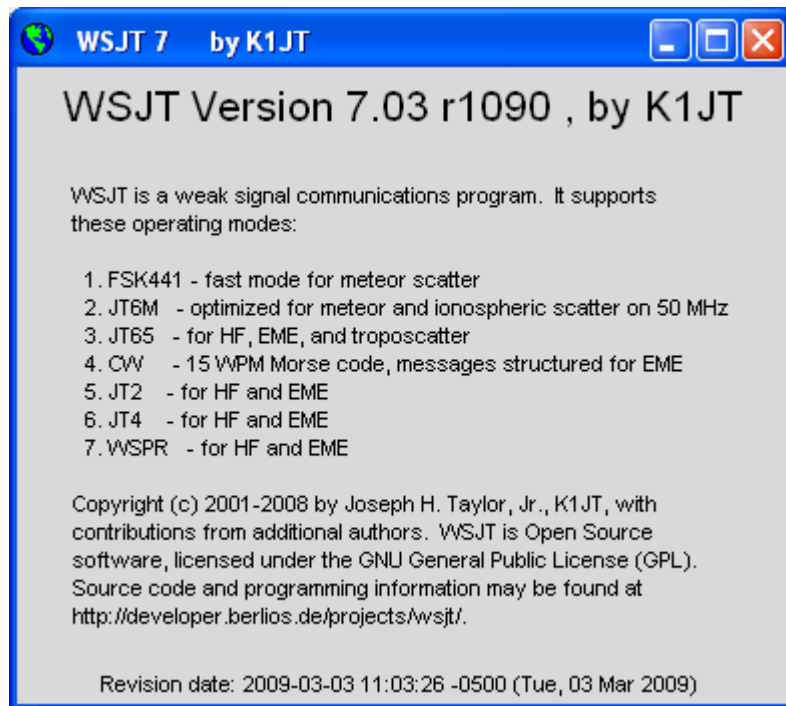 WSJT 7 by K1JT
WSJT Version 7.03 r1090 , by K1JT
WSJT is a weak signal communications program. It supports
these operating modes:
1. FSK441 - fast mode for meteor scatter
2. JT6M - optimized for meteor and ionospheric scatter on 50 MHz
3. JT65 - for HF, EME, and troposcatter
4. CW - 15 WPM Morse code, messages structured for EME
5. JT2 - for HF and EME
6. JT4 - for HF and EME
7. WSPR - for HF and EME
Copyright (c) 2001-2008 by Joseph H. Taylor, Jr., K1JT, with
contributions from additional authors. WSJT is Open Source
software, licensed under the GNU General Public License (GPL).
Source code and programming information may be found at
http://developer.berlios.de/projects/wsjt/.
Revision date: 2009-03-03 11:03:26 -0500 (Tue, 03 Mar 2009)